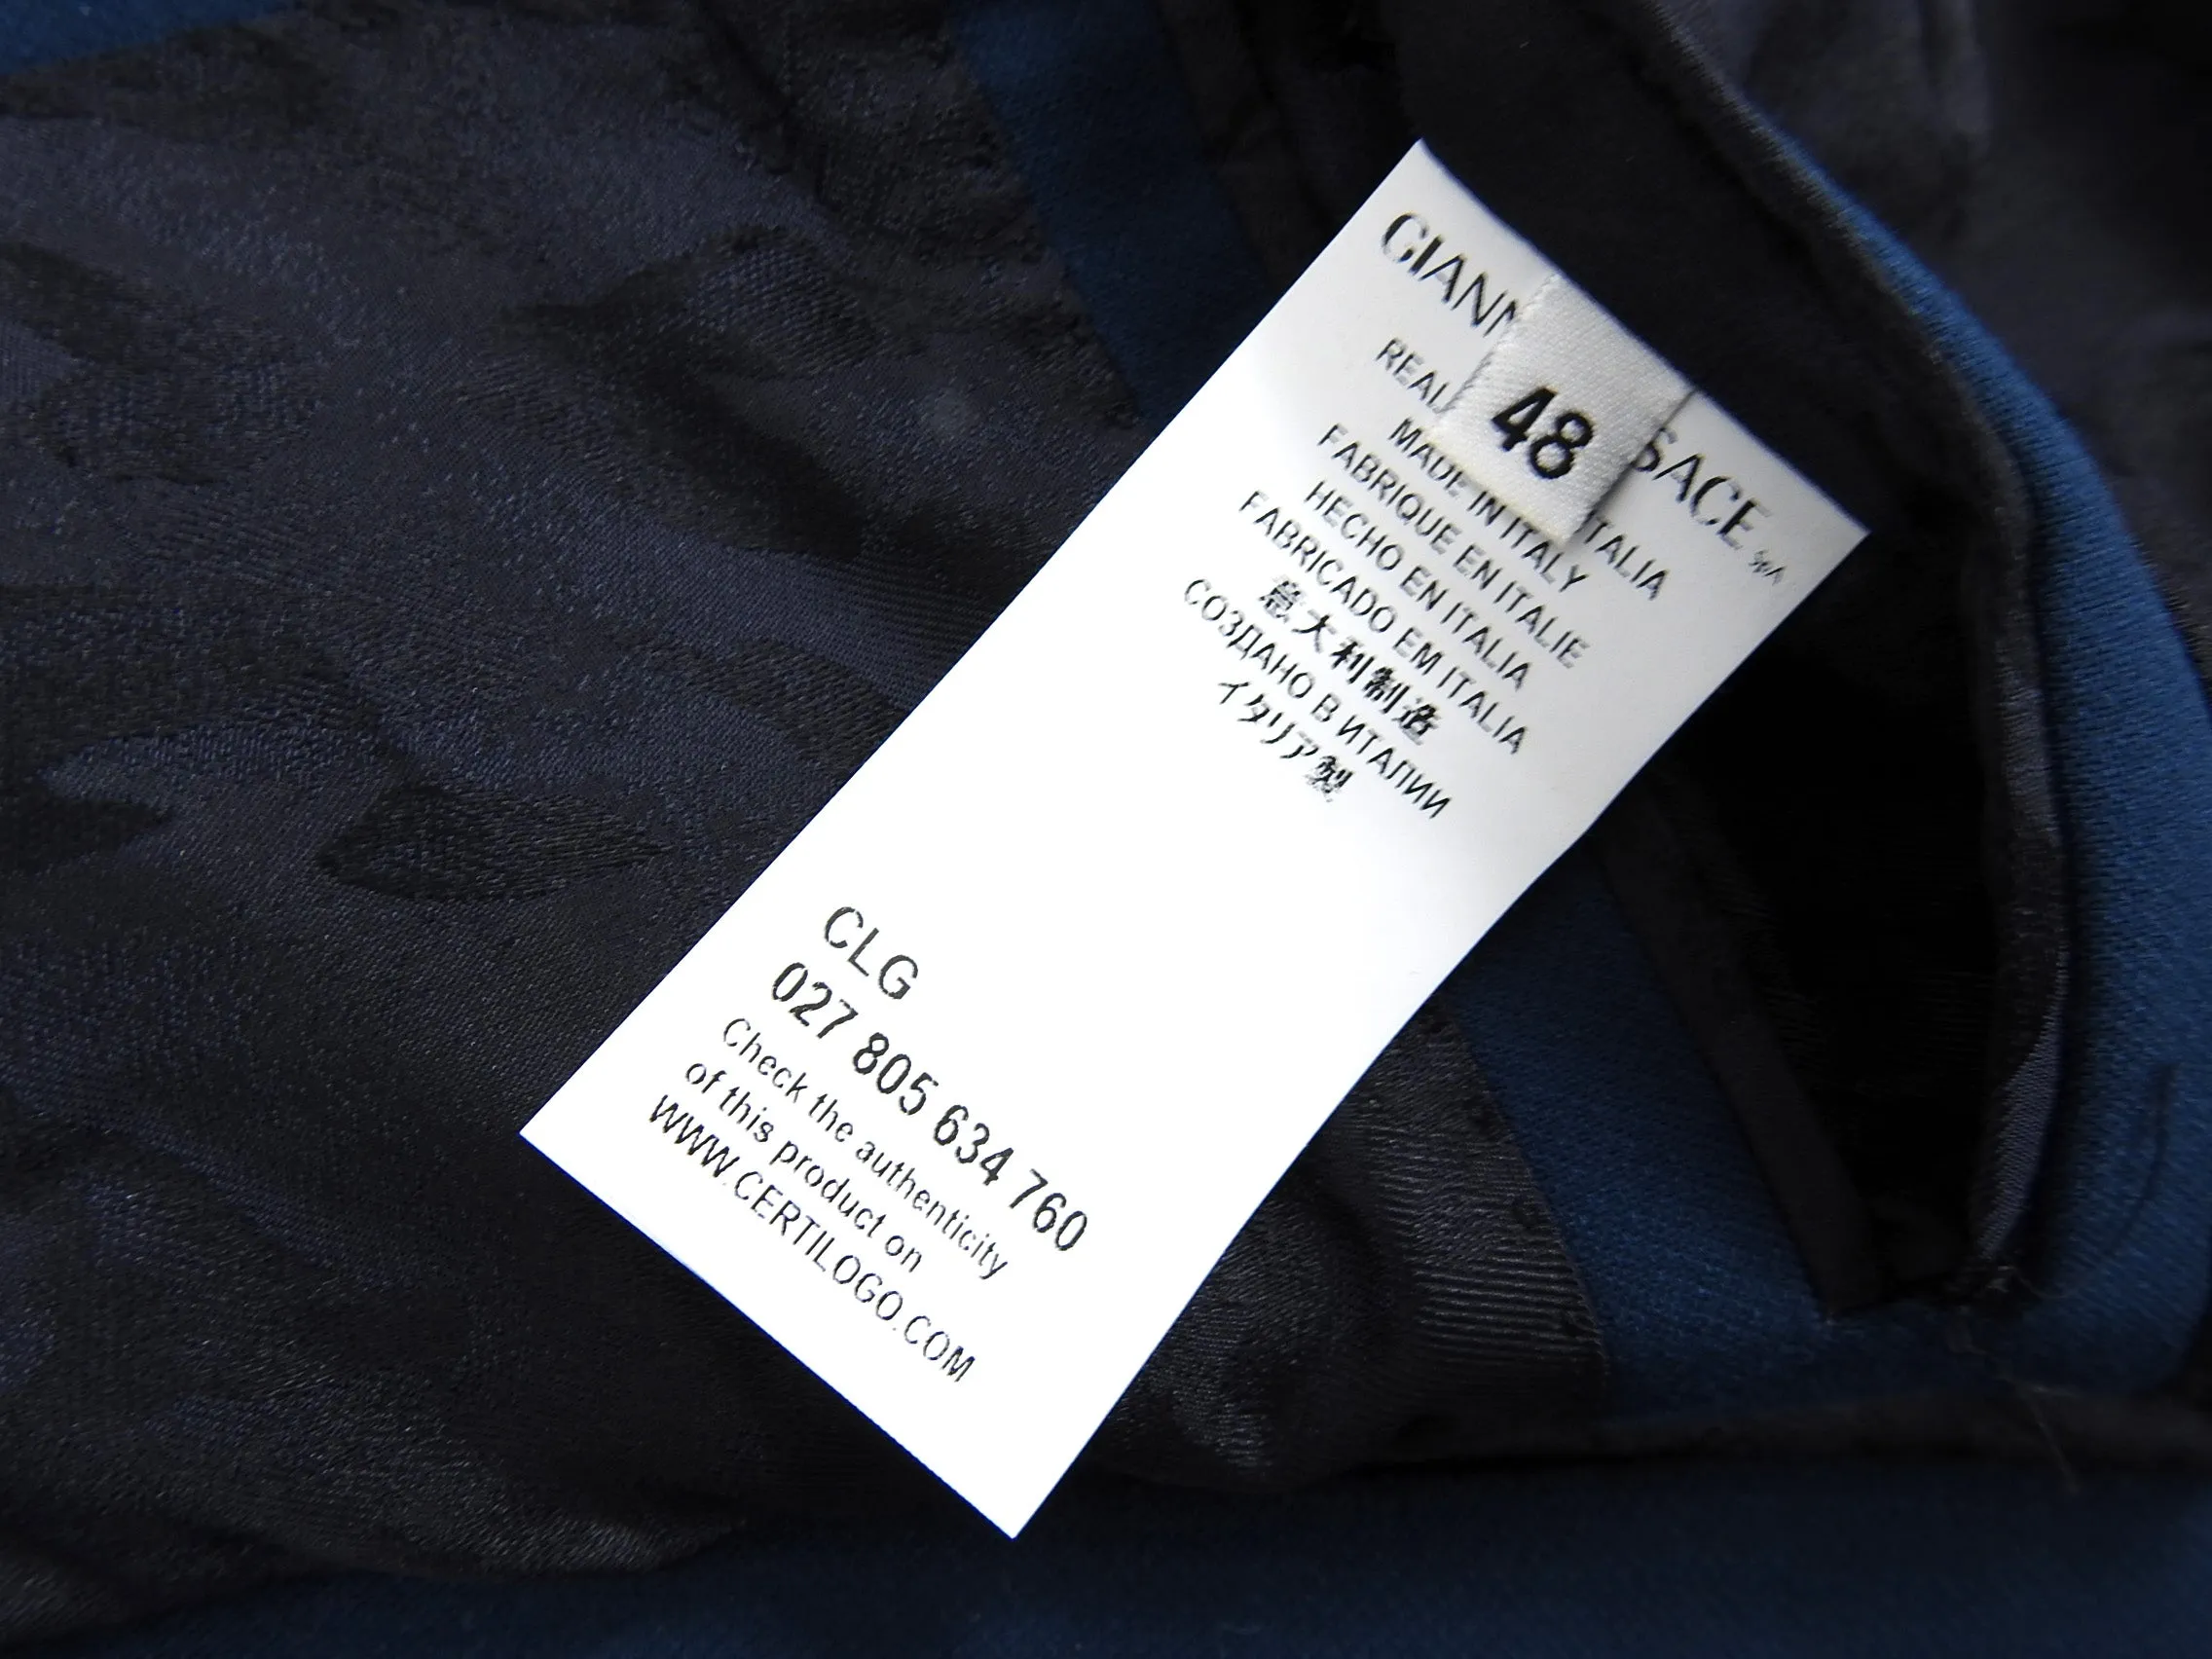 GIANN SACE SpA
48
REAL ITALIA
MADE IN ITALY
FABRIQUE EN ITALIE
HECHO EN ITALIA
FABRICADO EM ITALIA
意大利制造
СОЗДАНО В ИТАЛИИ
イタリア製
CLG
027 805 634 760
Check the authenticity
of this product on
WWW.CERTILOGO.COM